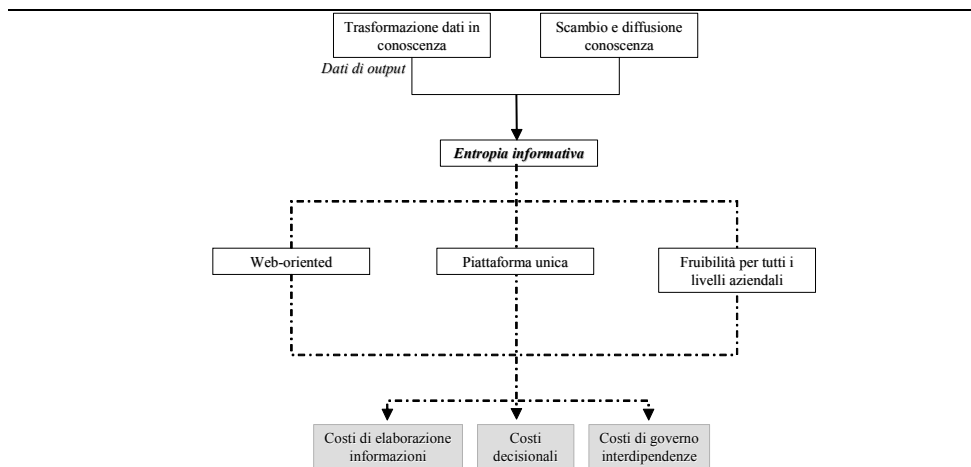 Trasformazione dati in
conoscenza
Scambio e diffusione
conoscenza
Dati di output
Entropia informativa
Web-oriented
Piattaforma unica
Fruibilità per tutti i
livelli aziendali
Costi di elaborazione
informazioni
Costi
decisionali
Costi di governo
interdipendenze